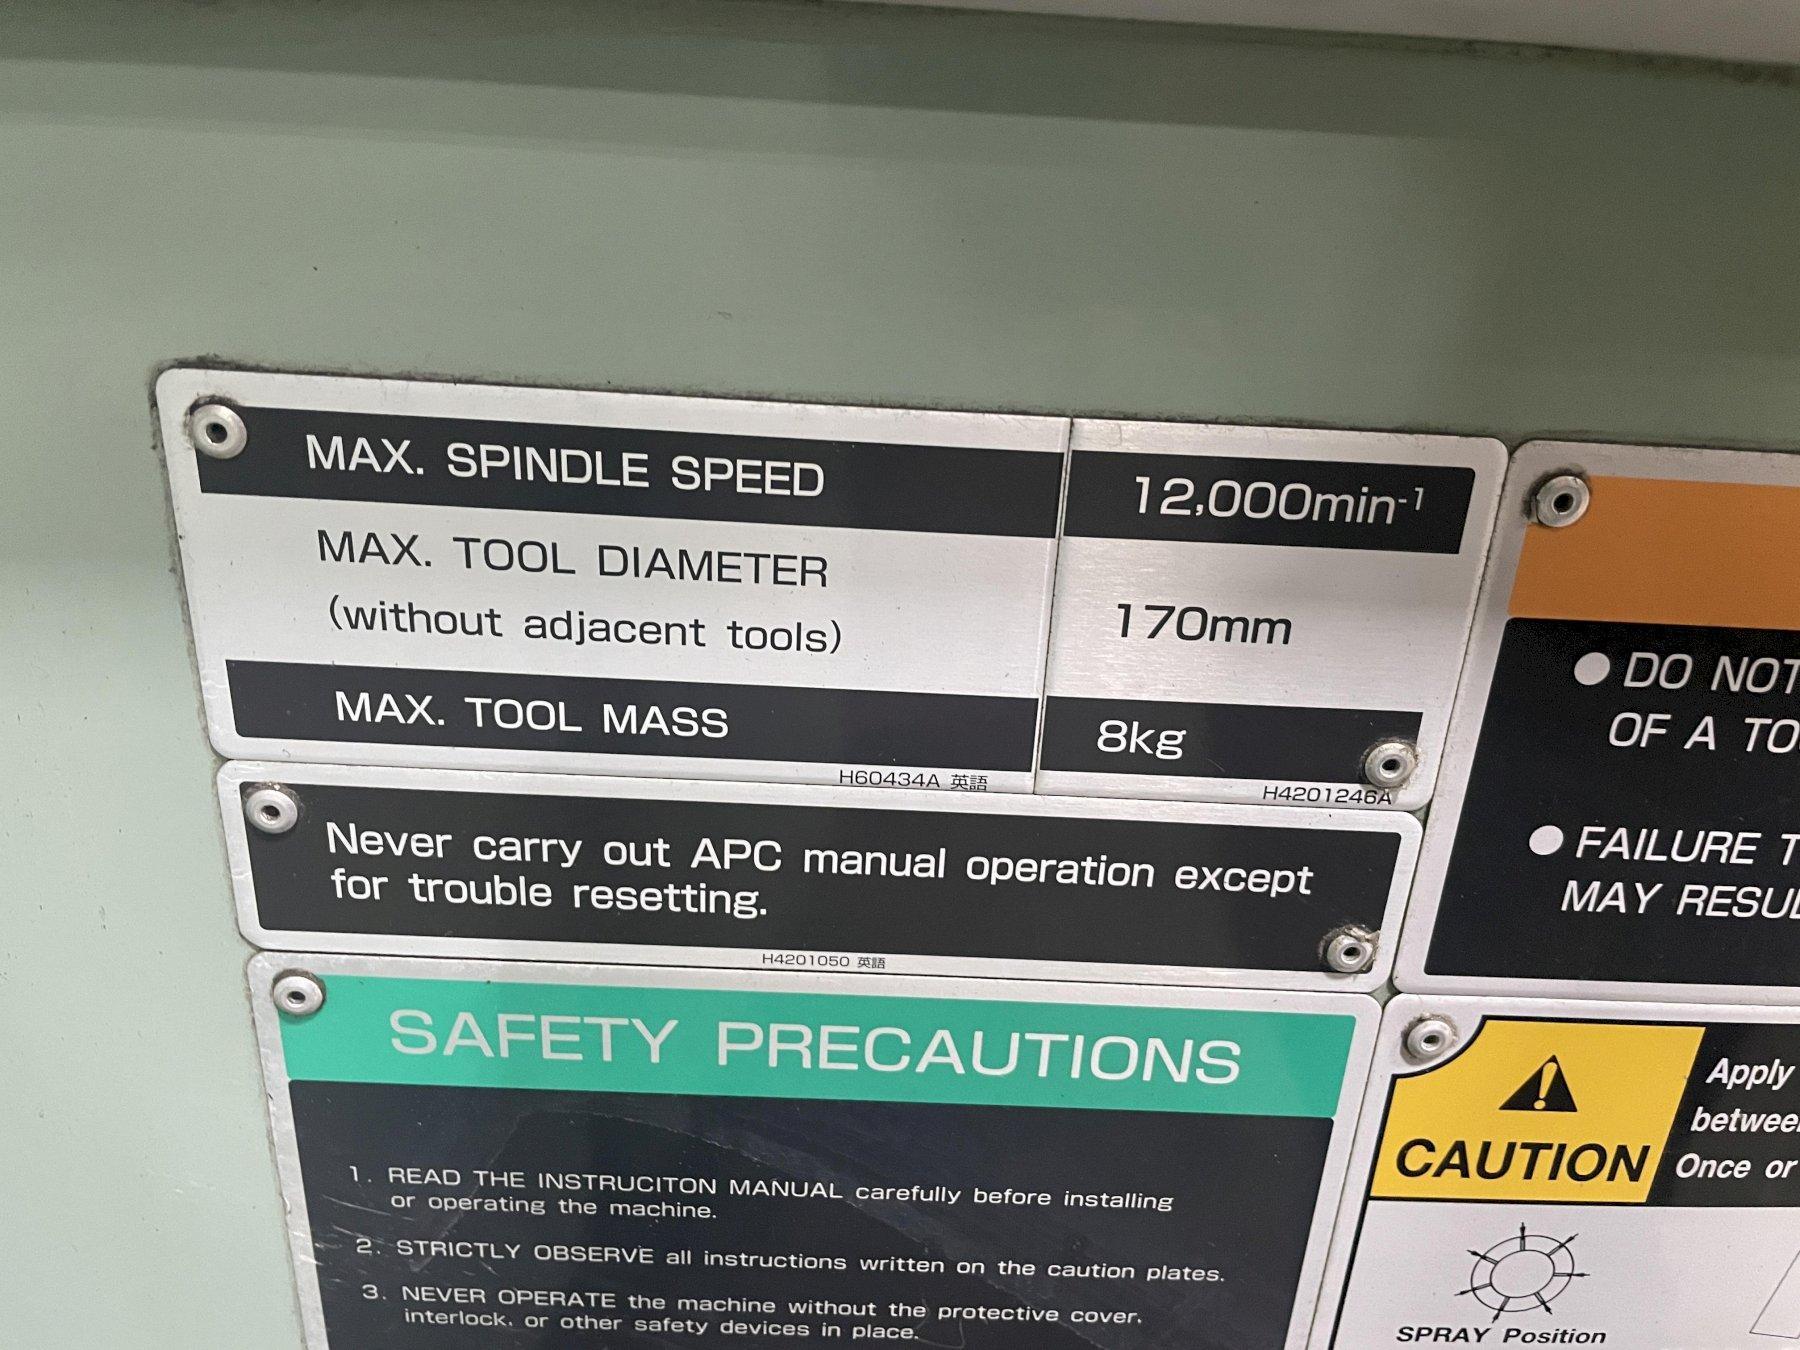 MAX. SPINDLE SPEED 12,000min-1
MAX. TOOL DIAMETER
(without adjacent tools) 170mm
MAX. TOOL MASS 8kg
H60434A 英語 H4201246A
Never carry out APC manual operation except
for trouble resetting.
H4201050 英語
SAFETY PRECAUTIONS
1. READ THE INSTRUCITON MANUAL carefully before installing
or operating the machine.
2. STRICTLY OBSERVE all instructions written on the caution plates.
3. NEVER OPERATE the machine without the protective cover,
interlock, or other safety devices in place.
● DO NOT
OF A
● FAILURE
MAY
CAUTION
Apply
Once or
SPRAY Position